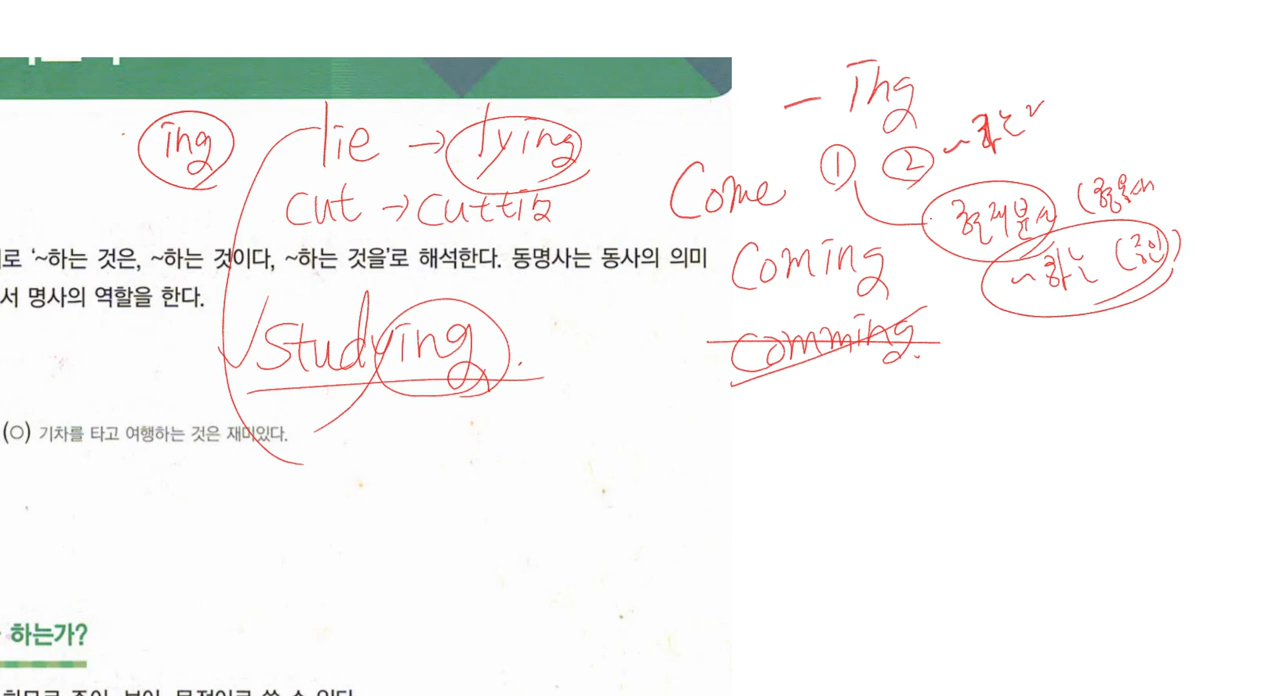 - ing
ing
lie → lying
cut → cutting
Come ① ②
현재분사
~하는
로 '~하는 것은, ~하는 것이다, ~하는 것을'로 해석한다. 동명사는 동사의 의미
서 명사의 역할을 한다.
coming
studying.
comming.
(○) 기차를 타고 여행하는 것은 재미있다.
하는가?